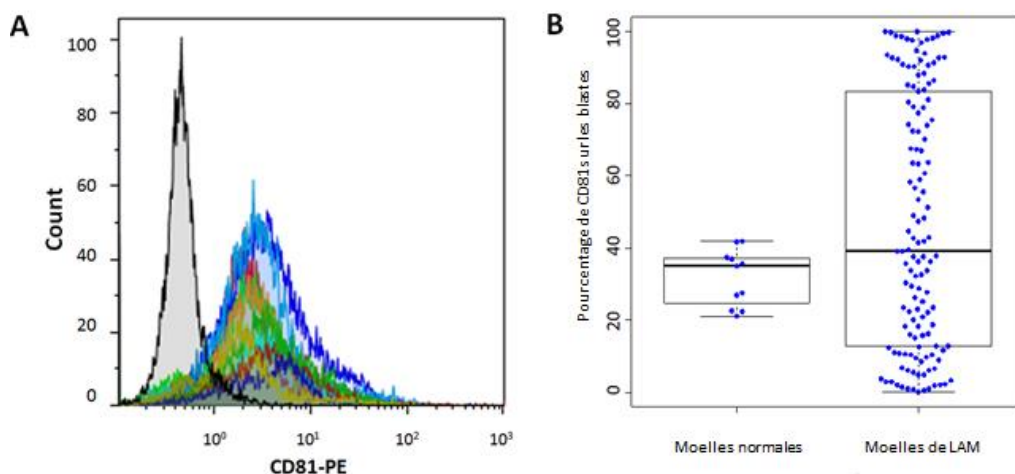 A
100
80
60
40
20
0
Count
10⁰
10¹
10²
10³
CD81-PE
B
Pourcentage de CD81 sur les blastes
100
80
60
40
20
0
Moelles normales
Moelles de LAM